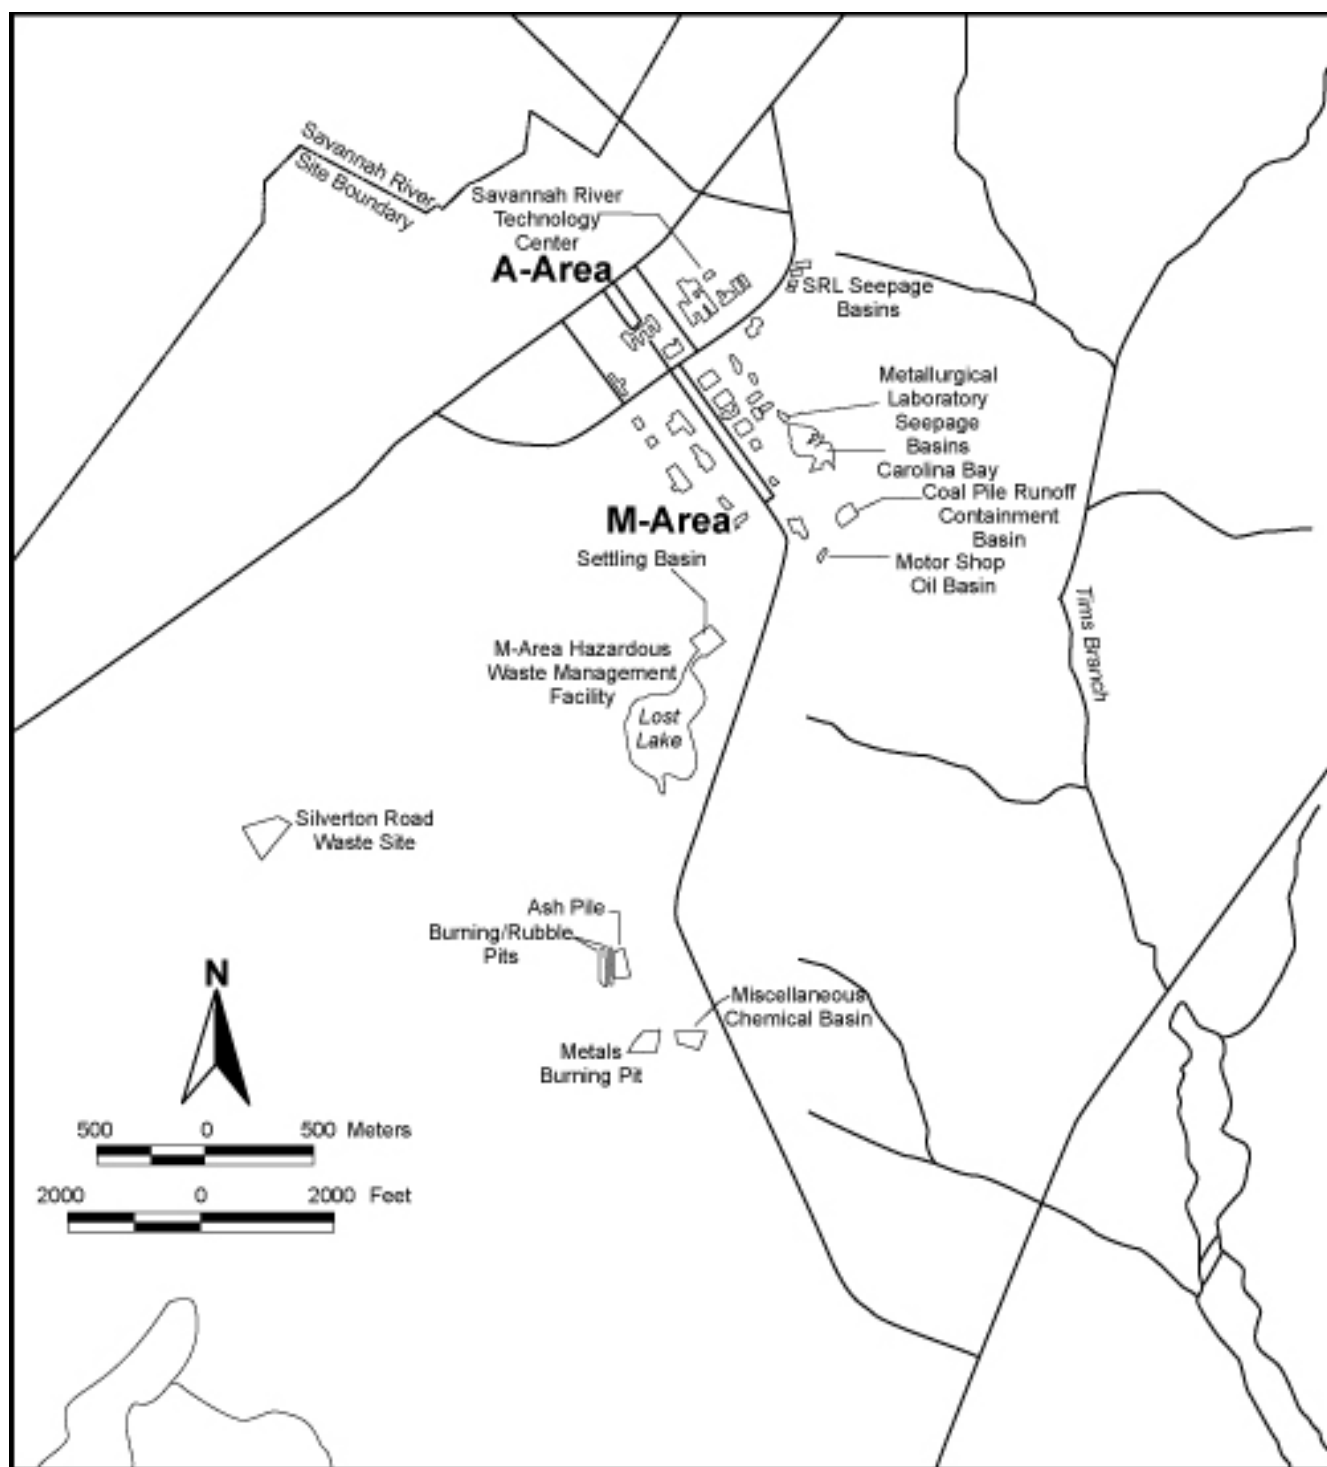 Savannah River
Site Boundary
Savannah River
Technology
Center
A-Area
SRL Seepage
Basins
Metallurgical
Laboratory
Seepage
Basins
Carolina Bay
Coal Pile Runoff
Containment
Basin
M-Area
Settling Basin
Motor Shop
Oil Basin
Tims Branch
M-Area Hazardous
Waste Management
Facility
Lost
Lake
Silverton Road
Waste Site
Ash Pile
Burning/Rubble
Pits
N
Miscellaneous
Chemical Basin
Metals
Burning Pit
500 0 500 Meters
2000 0 2000 Feet